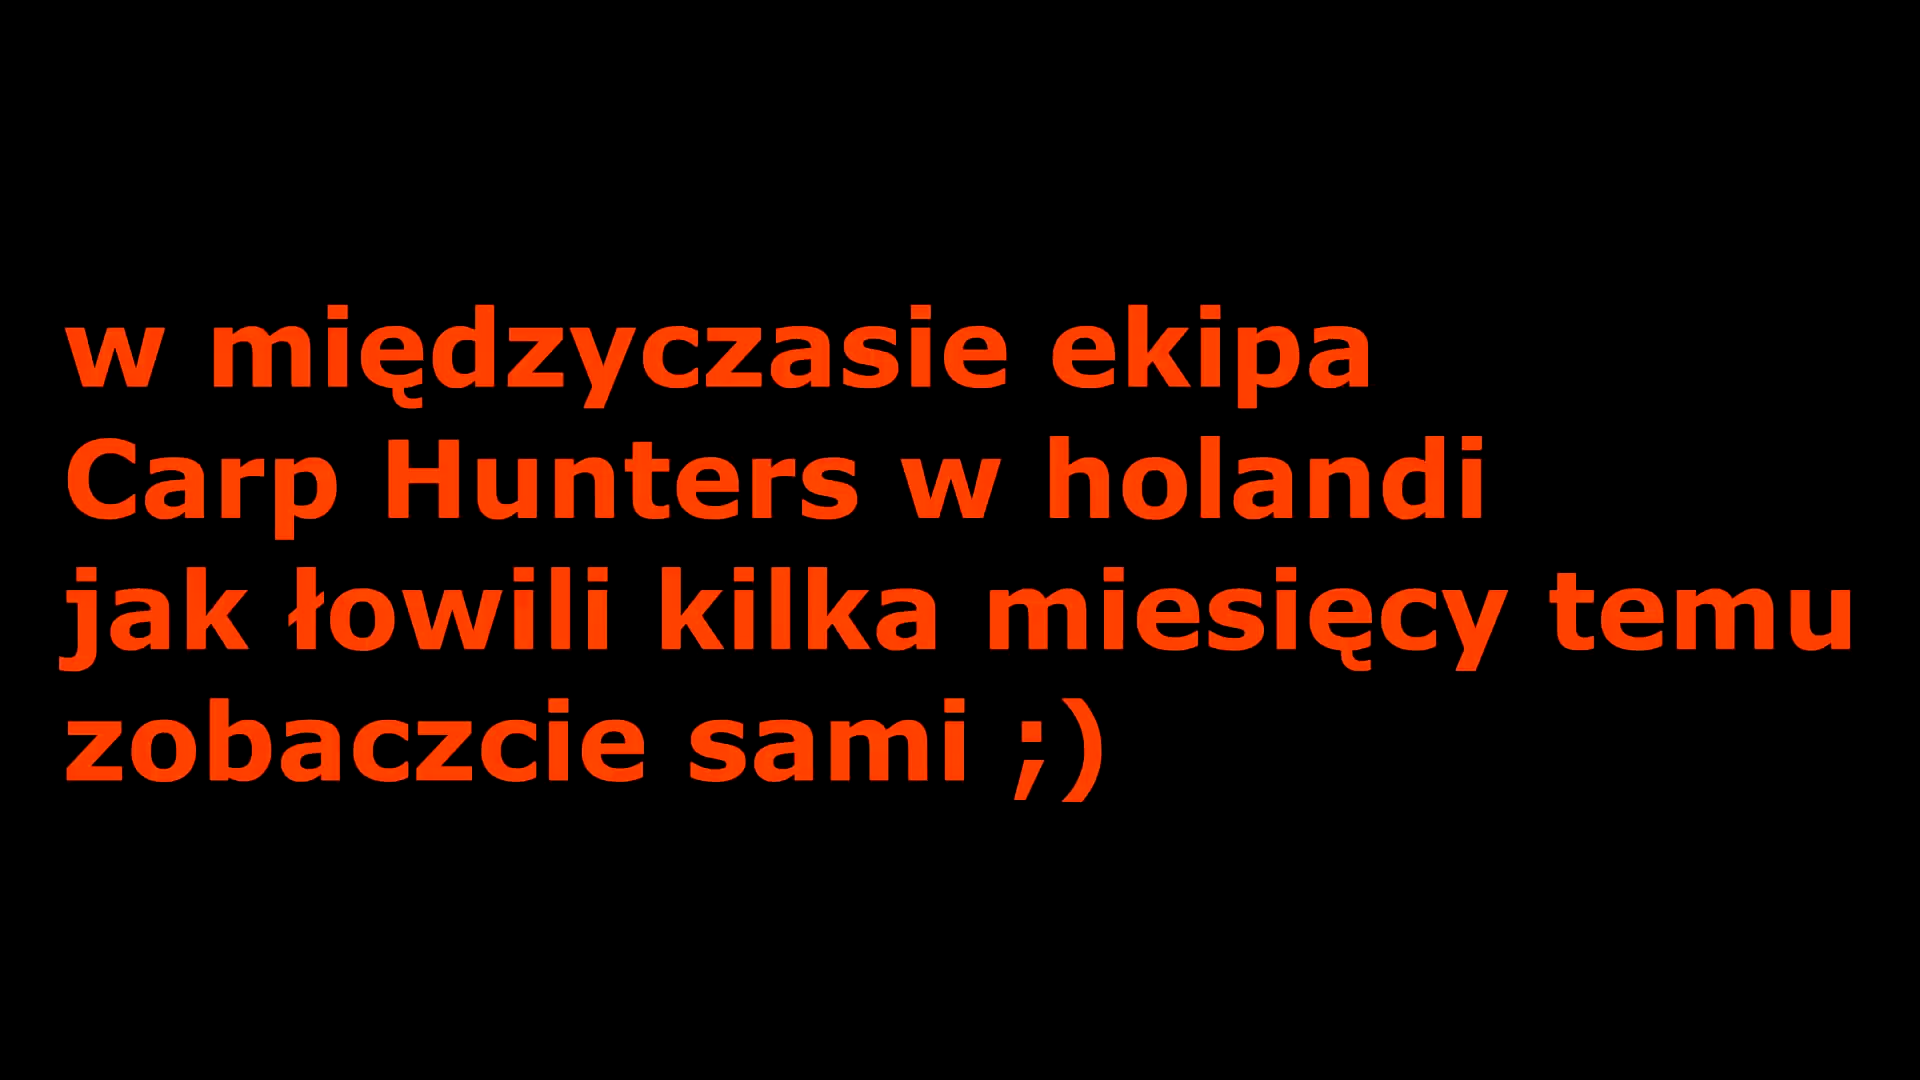 w międzyczasie ekipa
Carp Hunters w holandi
jak łowili kilka miesięcy temu
zobaczcie sami ;)